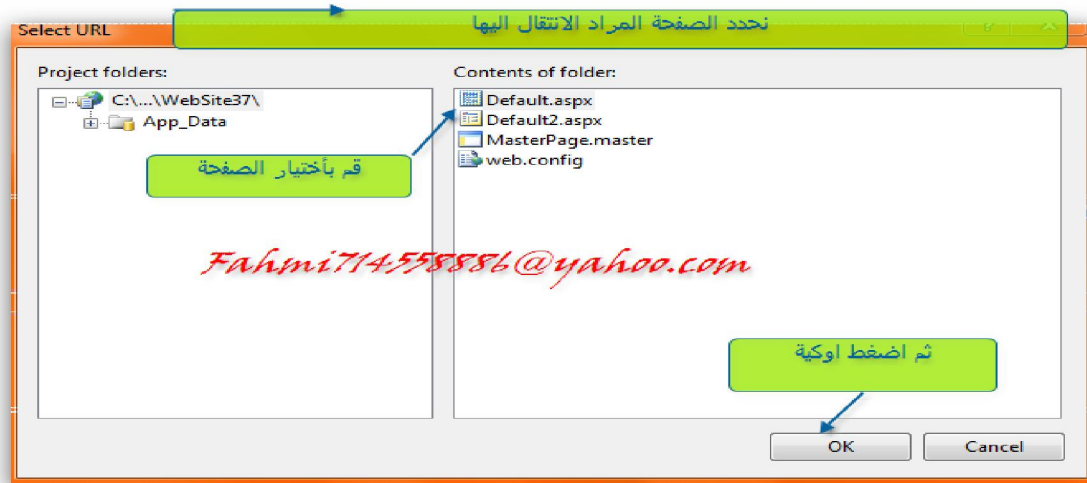 نحدد الصفحة المراد الانتقال اليها
Select URL
Project folders:
Contents of folder:
C:\...\WebSite37\
App_Data
Default.aspx
Default2.aspx
MasterPage.master
web.config
قم بأختيار الصفحة
Fahmi714558886@yahoo.com
ثم اضغط اوكية
OK
Cancel